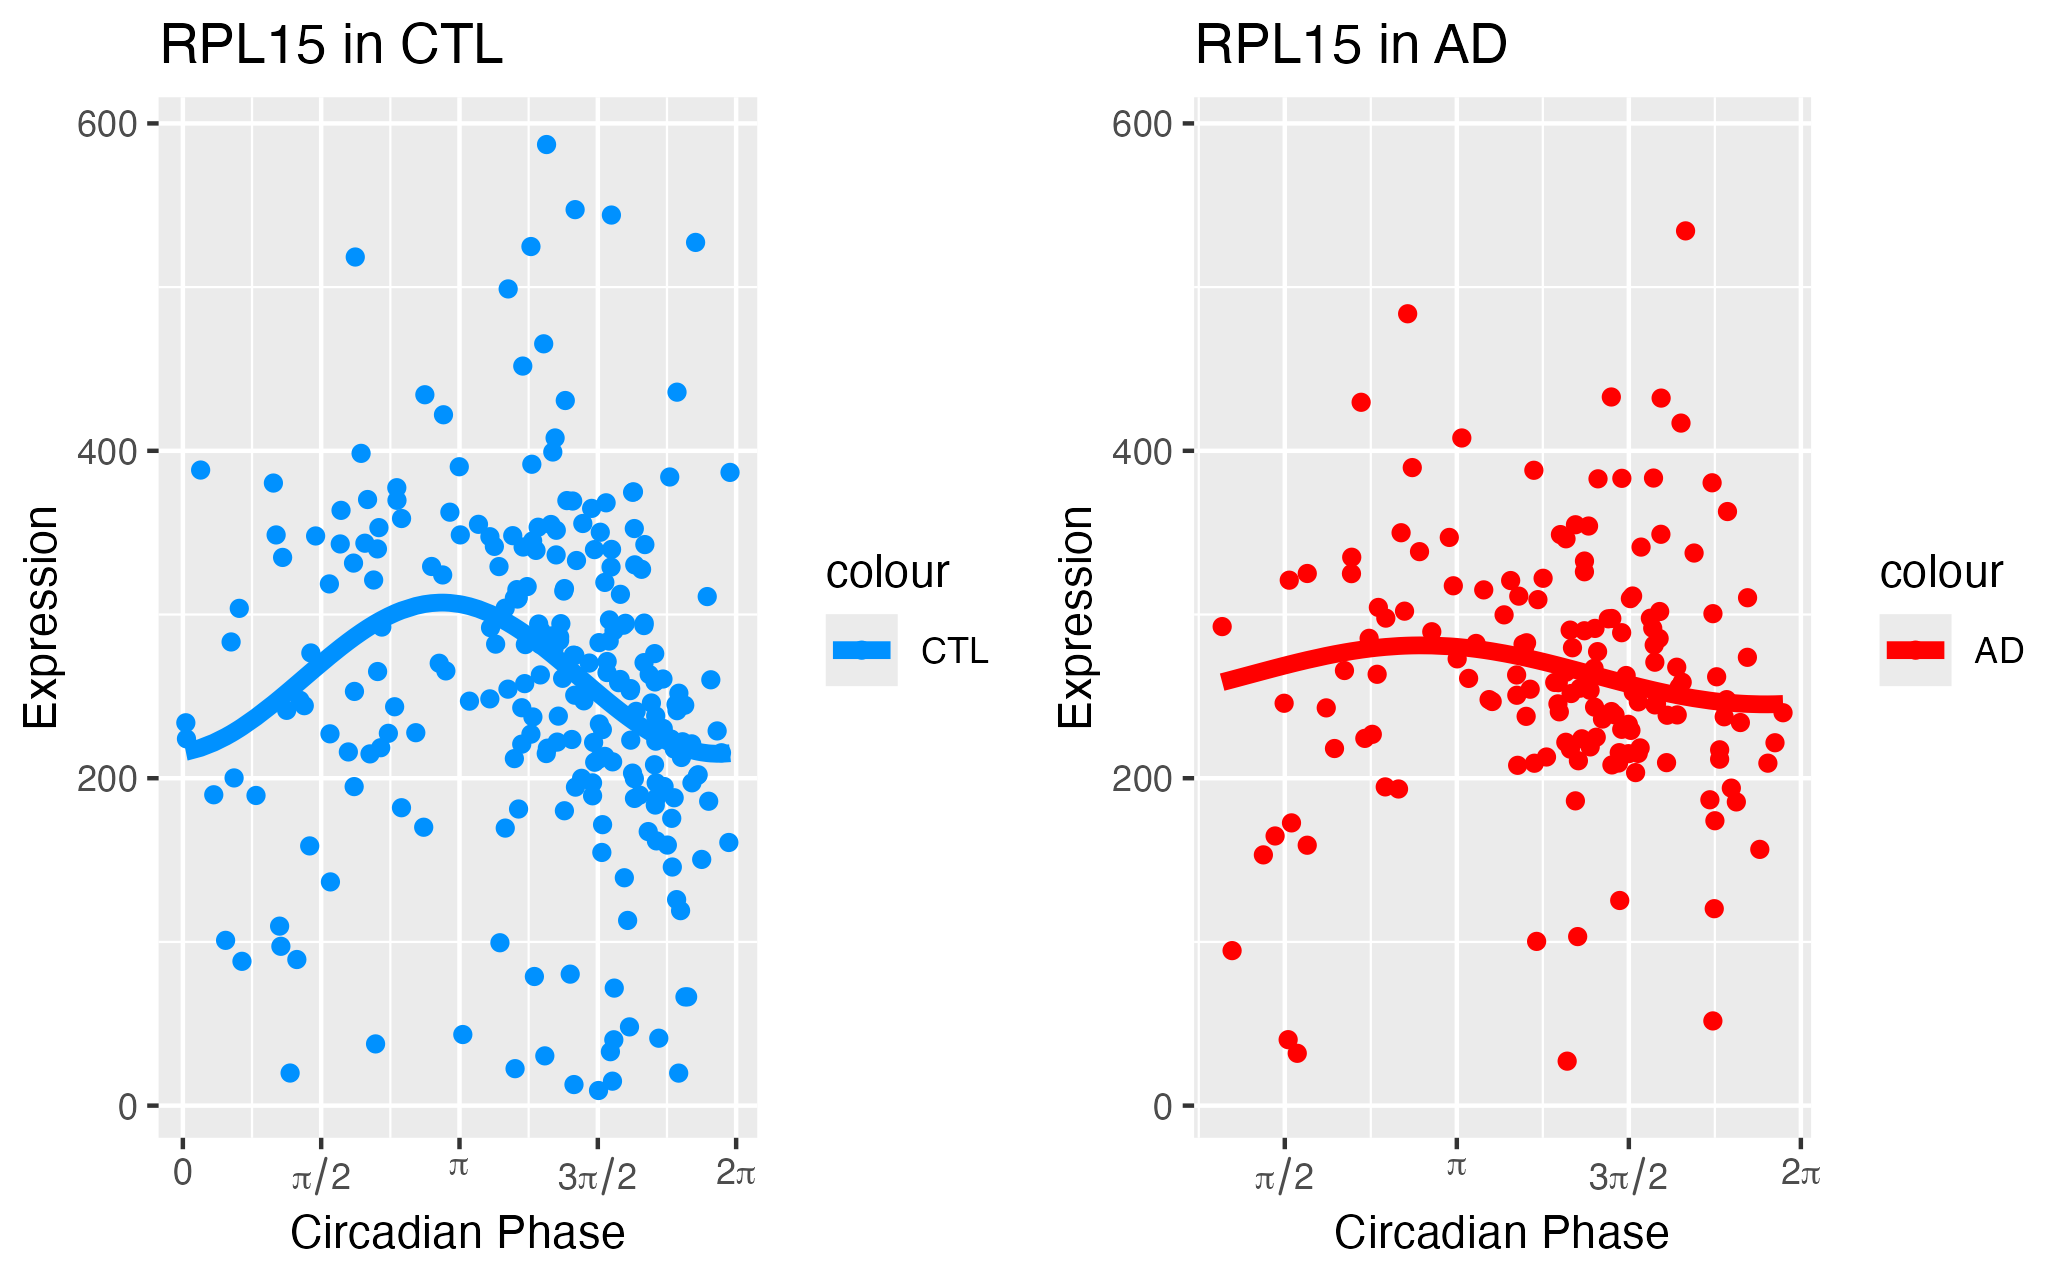 RPL15 in CTL
600
400
200
0
Expression
0 π/2 π 3π/2 2π
Circadian Phase
colour
CTL
RPL15 in AD
600
400
200
0
Expression
π/2 π 3π/2 2π
Circadian Phase
colour
AD